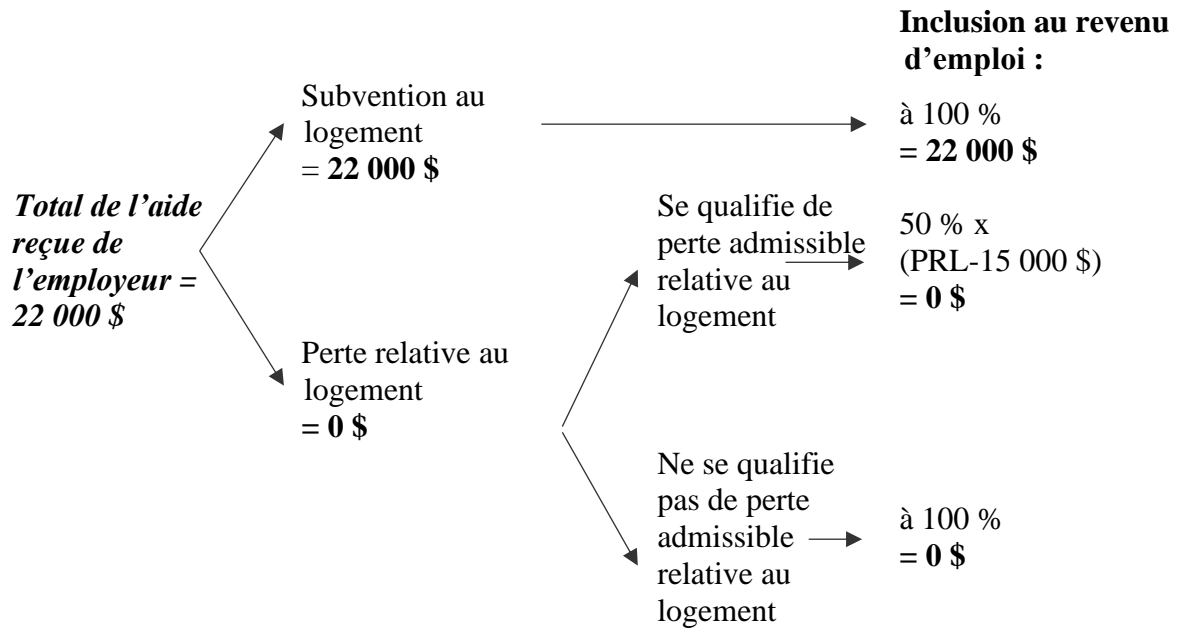 Inclusion au revenu
d’emploi :
Subvention au
logement
= 22 000 $
à 100 %
= 22 000 $
Total de l’aide
reçue de
l’employeur =
22 000 $
Se qualifie de
perte admissible
relative au
logement
50 % x
(PRL-15 000 $)
= 0 $
Perte relative au
logement
= 0 $
Ne se qualifie
pas de perte
admissible
relative au
logement
à 100 %
= 0 $